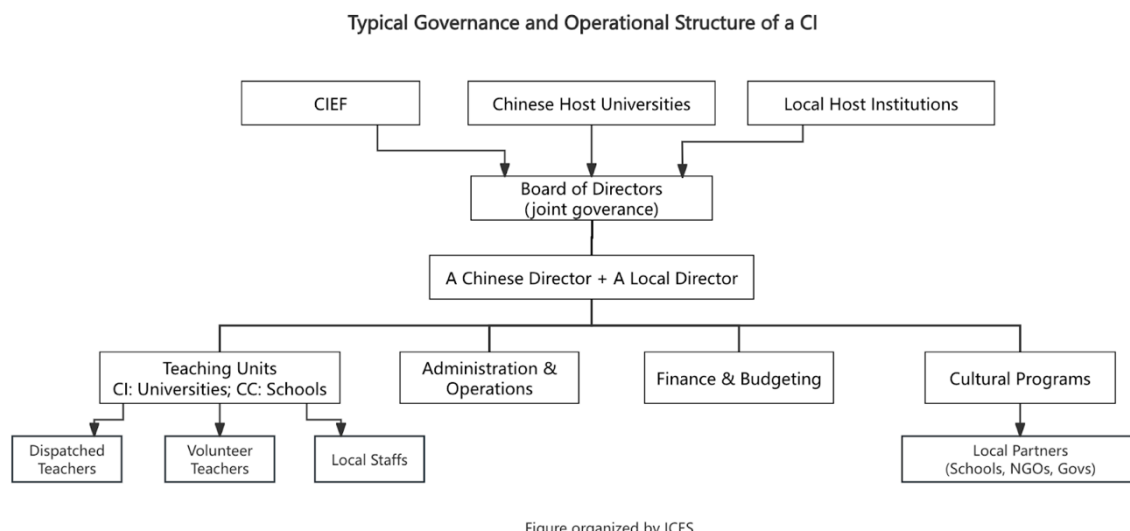 Typical Governance and Operational Structure of a CI
CIEF
Chinese Host Universities
Local Host Institutions
Board of Directors
(joint goverance)
A Chinese Director + A Local Director
Teaching Units
CI: Universities; CC: Schools
Administration &
Operations
Finance & Budgeting
Cultural Programs
Dispatched
Teachers
Volunteer
Teachers
Local Staffs
Local Partners
(Schools, NGOs, Govs)
Figure organized by ICES